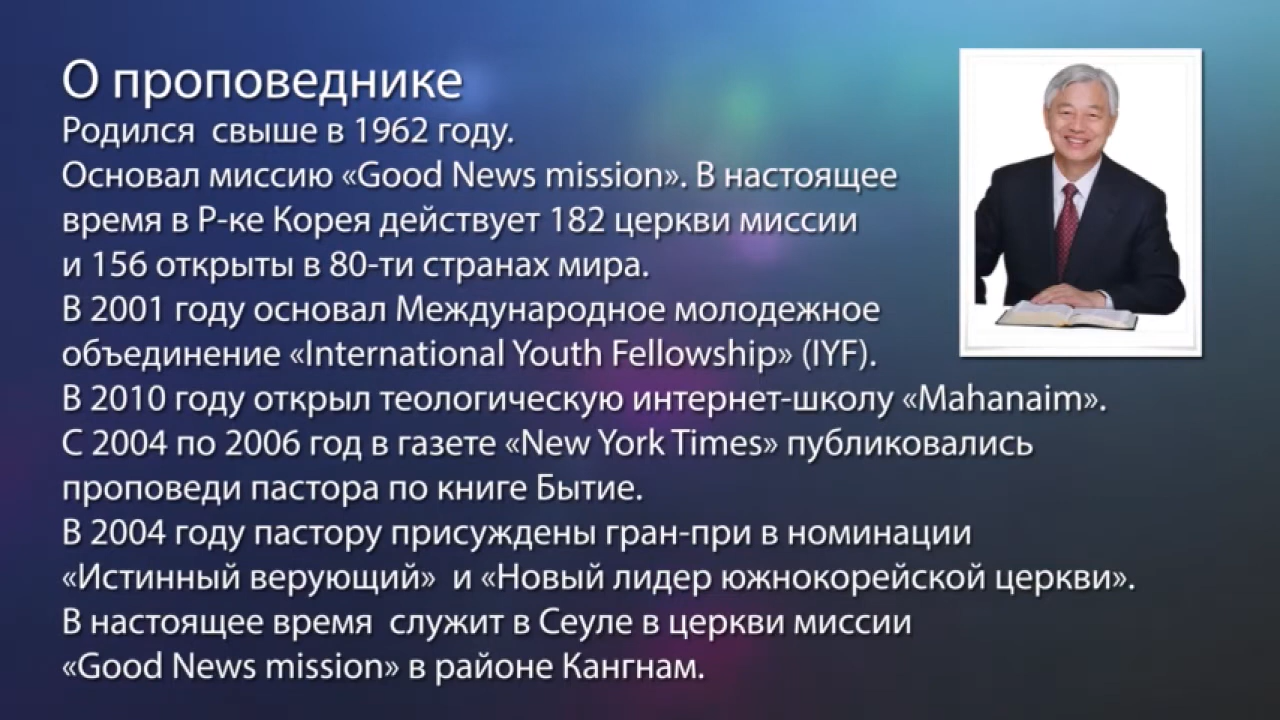 О проповеднике
Родился свыше в 1962 году.
Основал миссию «Good News mission». В настоящее
время в Р-ке Корея действует 182 церкви миссии
и 156 открыты в 80-ти странах мира.
В 2001 году основал Международное молодежное
объединение «International Youth Fellowship» (IYF).
В 2010 году открыл теологическую интернет-школу «Mahanaim».
С 2004 по 2006 год в газете «New York Times» публиковались
проповеди пастора по книге Бытие.
В 2004 году пастору присуждены гран-при в номинации
«Истинный верующий» и «Новый лидер южнокорейской церкви».
В настоящее время служит в Сеуле в церкви миссии
«Good News mission» в районе Кангнам.